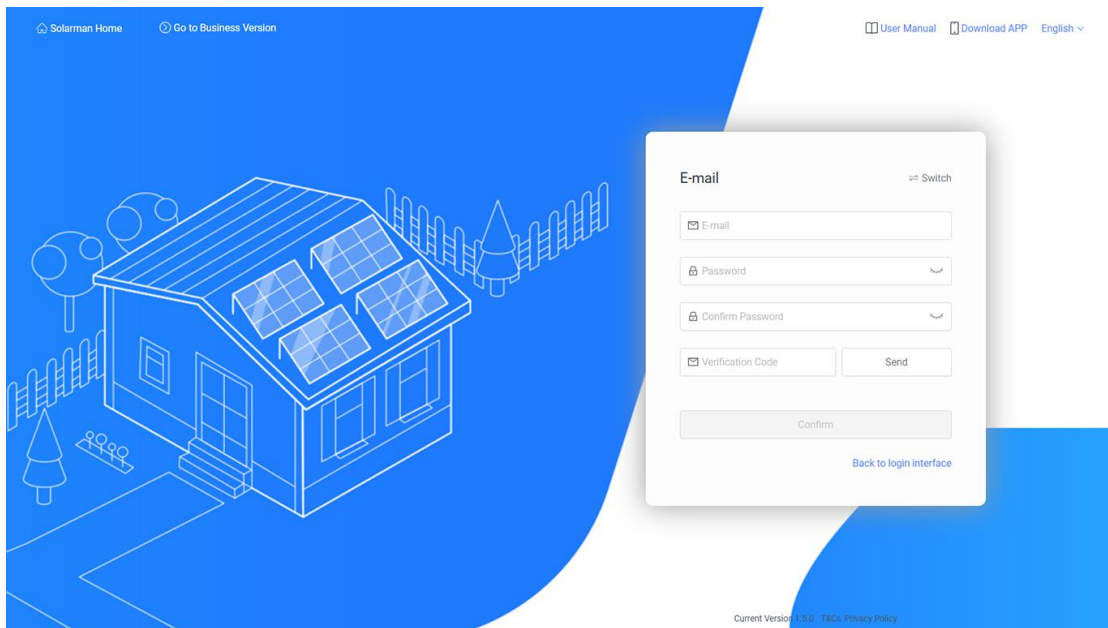 Solarman Home Go to Business Version User Manual Download APP English
E-mail Switch
E-mail
Password
Confirm Password
Verification Code Send
Confirm
Back to login interface
Current Version 1.5.0 T&Cs Privacy Policy